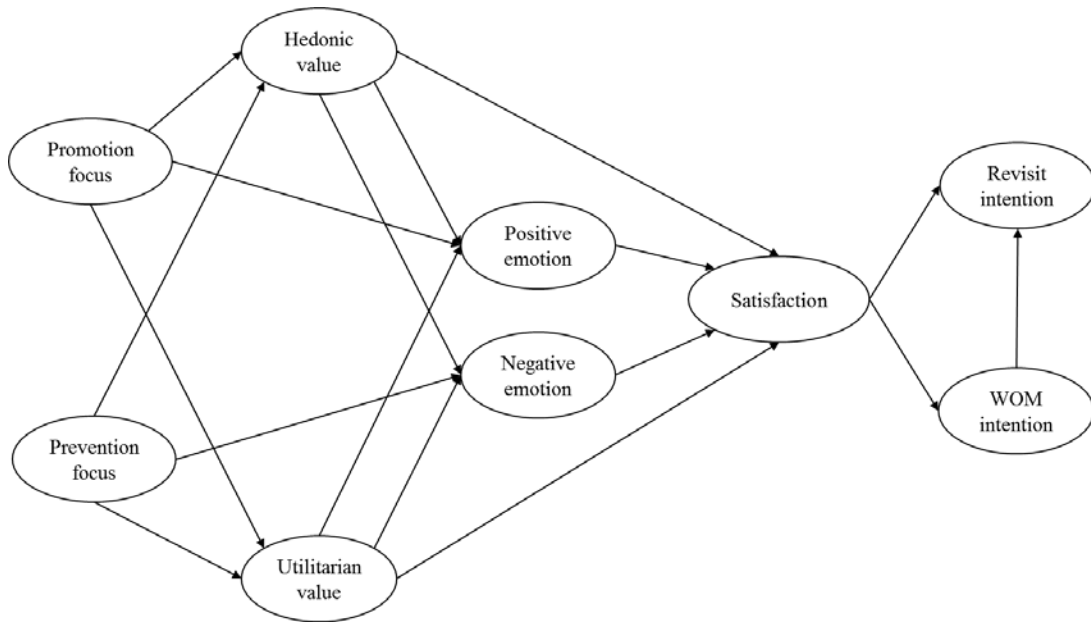 Hedonic
value
Promotion
focus
Revisit
intention
Positive
emotion
Satisfaction
Negative
emotion
WOM
intention
Prevention
focus
Utilitarian
value